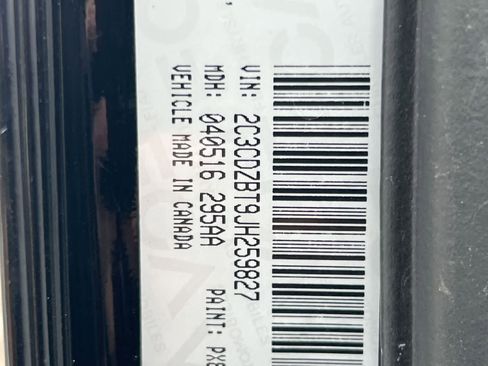 VIN: 2C3CDZBT9JH259827
MDH: 040516 295AA PAINT: PX8
VEHICLE MADE IN CANADA